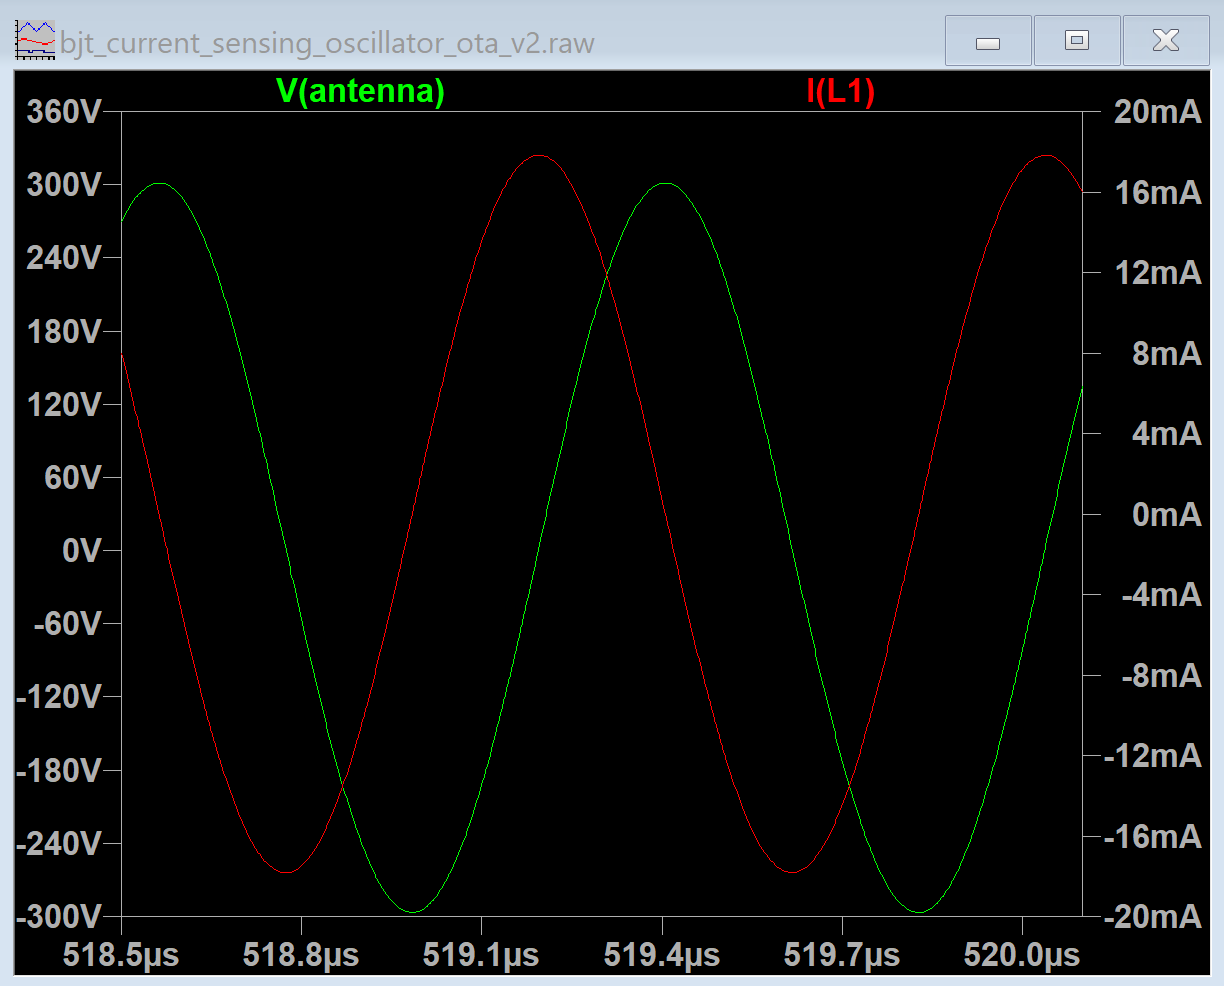 bjt_current_sensing_oscillator_ota_v2.raw
V(antenna) I(L1)
360V 20mA
300V 16mA
240V 12mA
180V 8mA
120V 4mA
60V 0mA
0V -4mA
-60V -8mA
-120V -12mA
-180V -16mA
-240V -20mA
-300V
518.5µs 518.8µs 519.1µs 519.4µs 519.7µs 520.0µs